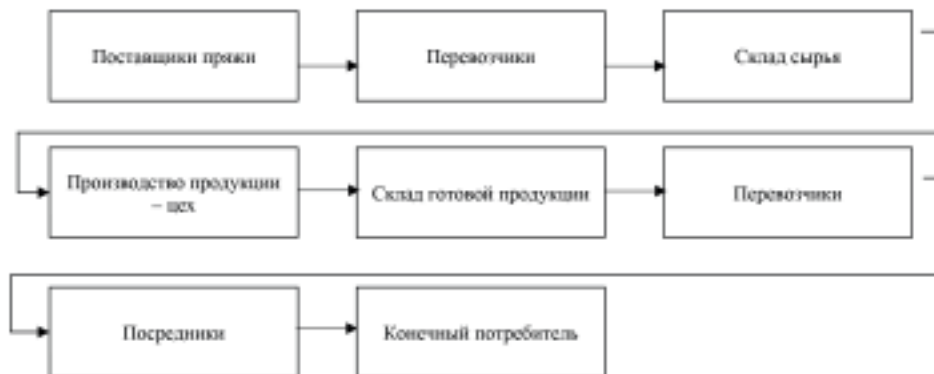 Поставщики пряжи
Перевозчики
Склад сырья
Производство продукции
– цех
Склад готовой продукции
Перевозчики
Посредники
Конечный потребитель